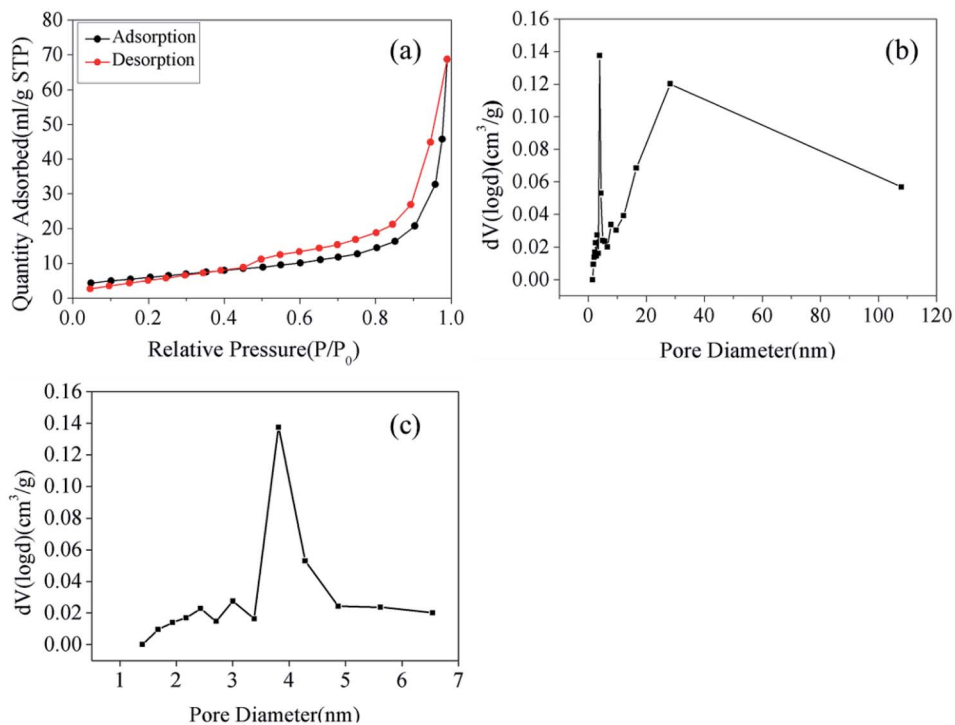 (a)
Adsorption
Desorption
Quantity Adsorbed(ml/g STP)
80
70
60
50
40
30
20
10
0
0.0 0.2 0.4 0.6 0.8 1.0
Relative Pressure(P/P₀)
(b)
dV(logd)(cm³/g)
0.16
0.14
0.12
0.10
0.08
0.06
0.04
0.02
0.00
0 20 40 60 80 100 120
Pore Diameter(nm)
(c)
dV(logd)(cm³/g)
0.16
0.14
0.12
0.10
0.08
0.06
0.04
0.02
0.00
1 2 3 4 5 6 7
Pore Diameter(nm)